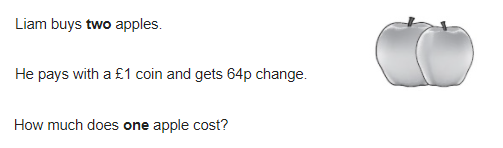 Liam buys two apples.
He pays with a £1 coin and gets 64p change.
How much does one apple cost?